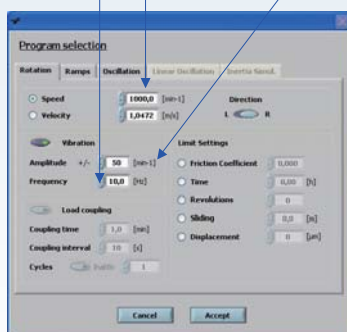 Program selection
Rotation Ramps Oscillation Linear Oscillation Inertia Simul.
Speed 1000,0 [min-1] Direction
Velocity 1,0472 [m/s] L R
Vibration Limit Settings
Amplitude +/- 50 [min-1] Friction Coefficient 0,000
Frequency 10,0 [Hz] Time 0,00 [h]
Revolutions 0
Load coupling Sliding 0,0 [m]
Coupling time 1,0 [min] Displacement 0 [µm]
Coupling interval 10 [s]
Cycles 1
Cancel Accept